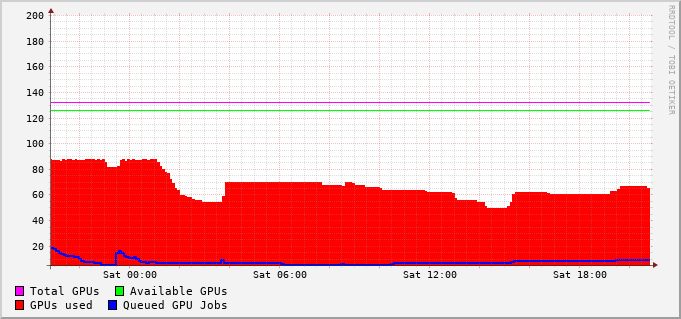 200
180
160
140
120
100
80
60
40
20
Sat 00:00 Sat 06:00 Sat 12:00 Sat 18:00
Total GPUs Available GPUs
GPUs used Queued GPU Jobs
RRDTOOL / TOBI OETIKER